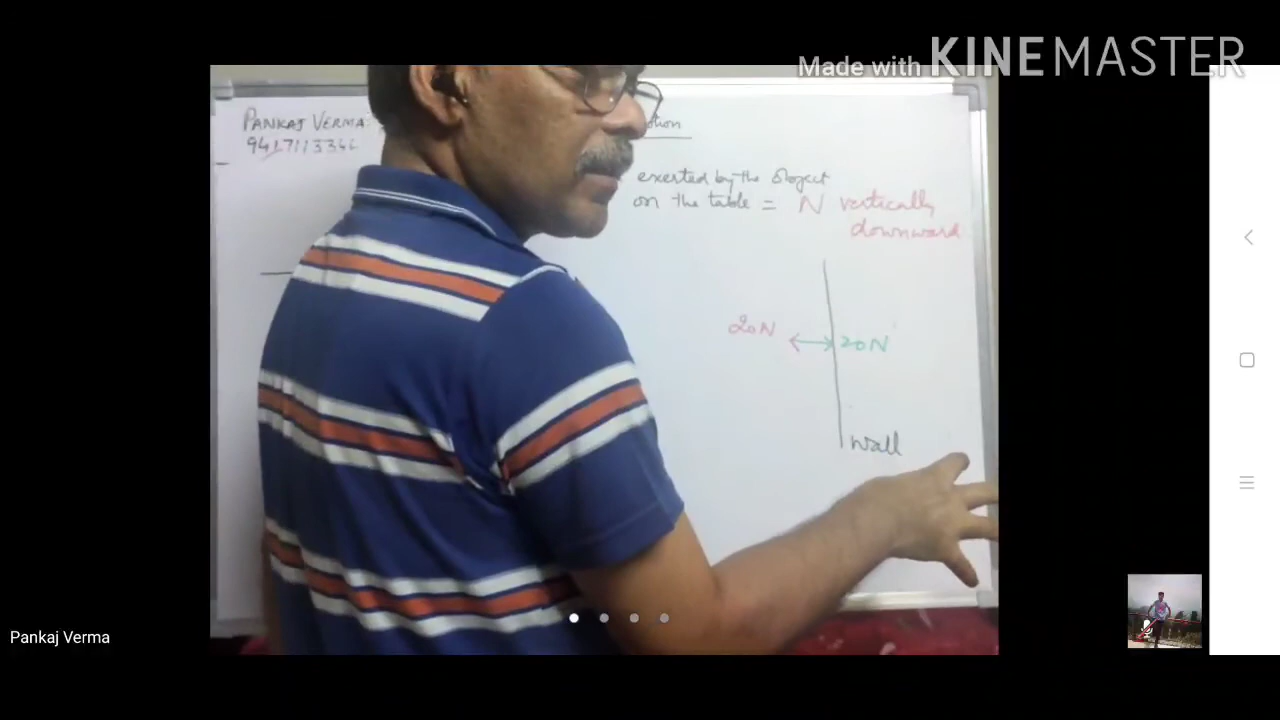 Made with KINEMASTER
PANKAJ VERMA
otion
exerted by the object
on the table = N vertically
downward
20N
20N
wall
Pankaj Verma